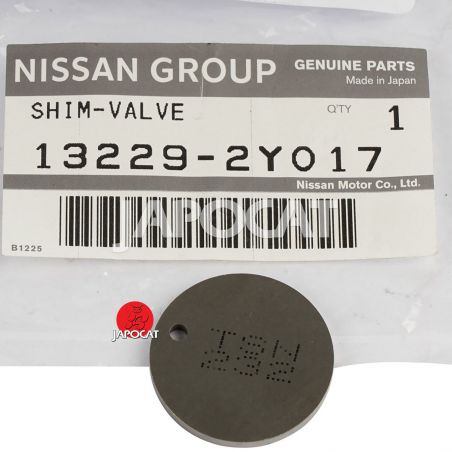 NISSAN GROUP
GENUINE PARTS
Made in Japan
SHIM-VALVE
Q'TY 1
13229-2Y017
Nissan Motor Co., Ltd.
JAPOCAT
B1225
JAPOCAT